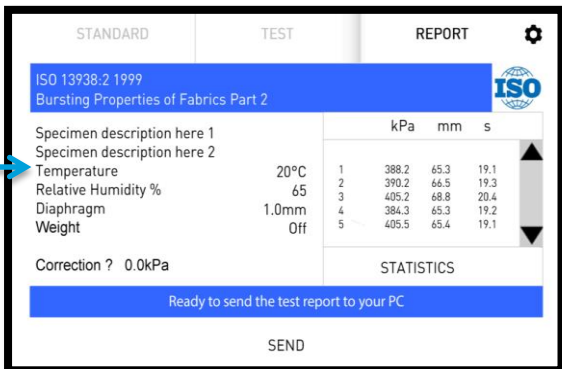 STANDARD TEST REPORT
ISO 13938:2 1999
Bursting Properties of Fabrics Part 2
ISO
Specimen description here 1
Specimen description here 2
Temperature 20°C
Relative Humidity % 65
Diaphragm 1.0mm
Weight Off
Correction ? 0.0kPa
kPa mm s
1 388.2 65.3 19.1
2 390.2 66.5 19.3
3 405.2 68.8 20.4
4 384.3 65.3 19.2
5 405.5 65.4 19.1
STATISTICS
Ready to send the test report to your PC
SEND